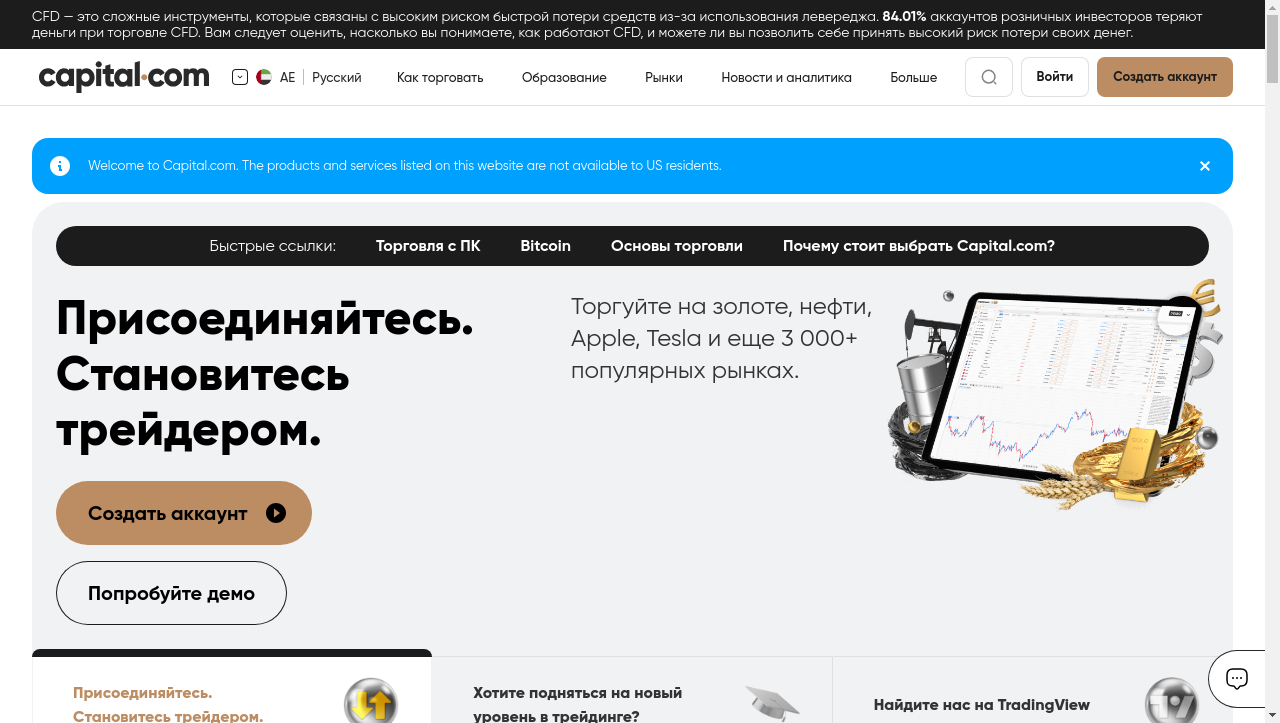 CFD — это сложные инструменты, которые связаны с высоким риском быстрой потери средств из-за использования левереджа. 84.01% аккаунтов розничных инвесторов теряют
деньги при торговле CFD. Вам следует оценить, насколько вы понимаете, как работают CFD, и можете ли вы позволить себе принять высокий риск потери своих денег.
capital.com
AE | Русский
Как торговать
Образование
Рынки
Новости и аналитика
Больше
Войти
Создать аккаунт
Welcome to Capital.com. The products and services listed on this website are not available to US residents.
Быстрые ссылки:
Торговля с ПК
Bitcoin
Основы торговли
Почему стоит выбрать Capital.com?
Присоединяйтесь.
Становитесь
трейдером.
Торгуйте на золоте, нефти,
Apple, Tesla и еще 3 000+
популярных рынках.
Создать аккаунт
Попробуйте демо
Присоединяйтесь.
Становитесь трейдером.
Хотите подняться на новый
уровень в трейдинге?
Найдите нас на TradingView